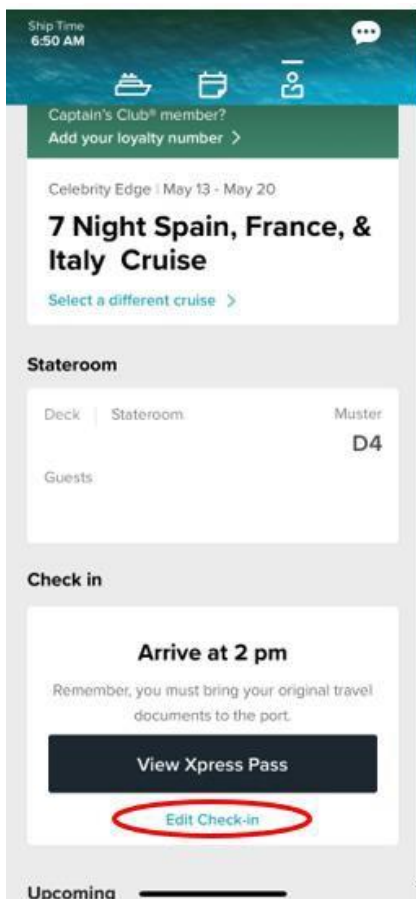 Ship Time
6:50 AM
Captain's Club® member?
Add your loyalty number >
Celebrity Edge | May 13 - May 20
7 Night Spain, France, &
Italy Cruise
Select a different cruise >
Stateroom
Deck | Stateroom Muster
D4
Guests
Check in
Arrive at 2 pm
Remember, you must bring your original travel
documents to the port.
View Xpress Pass
Edit Check-in
Upcoming